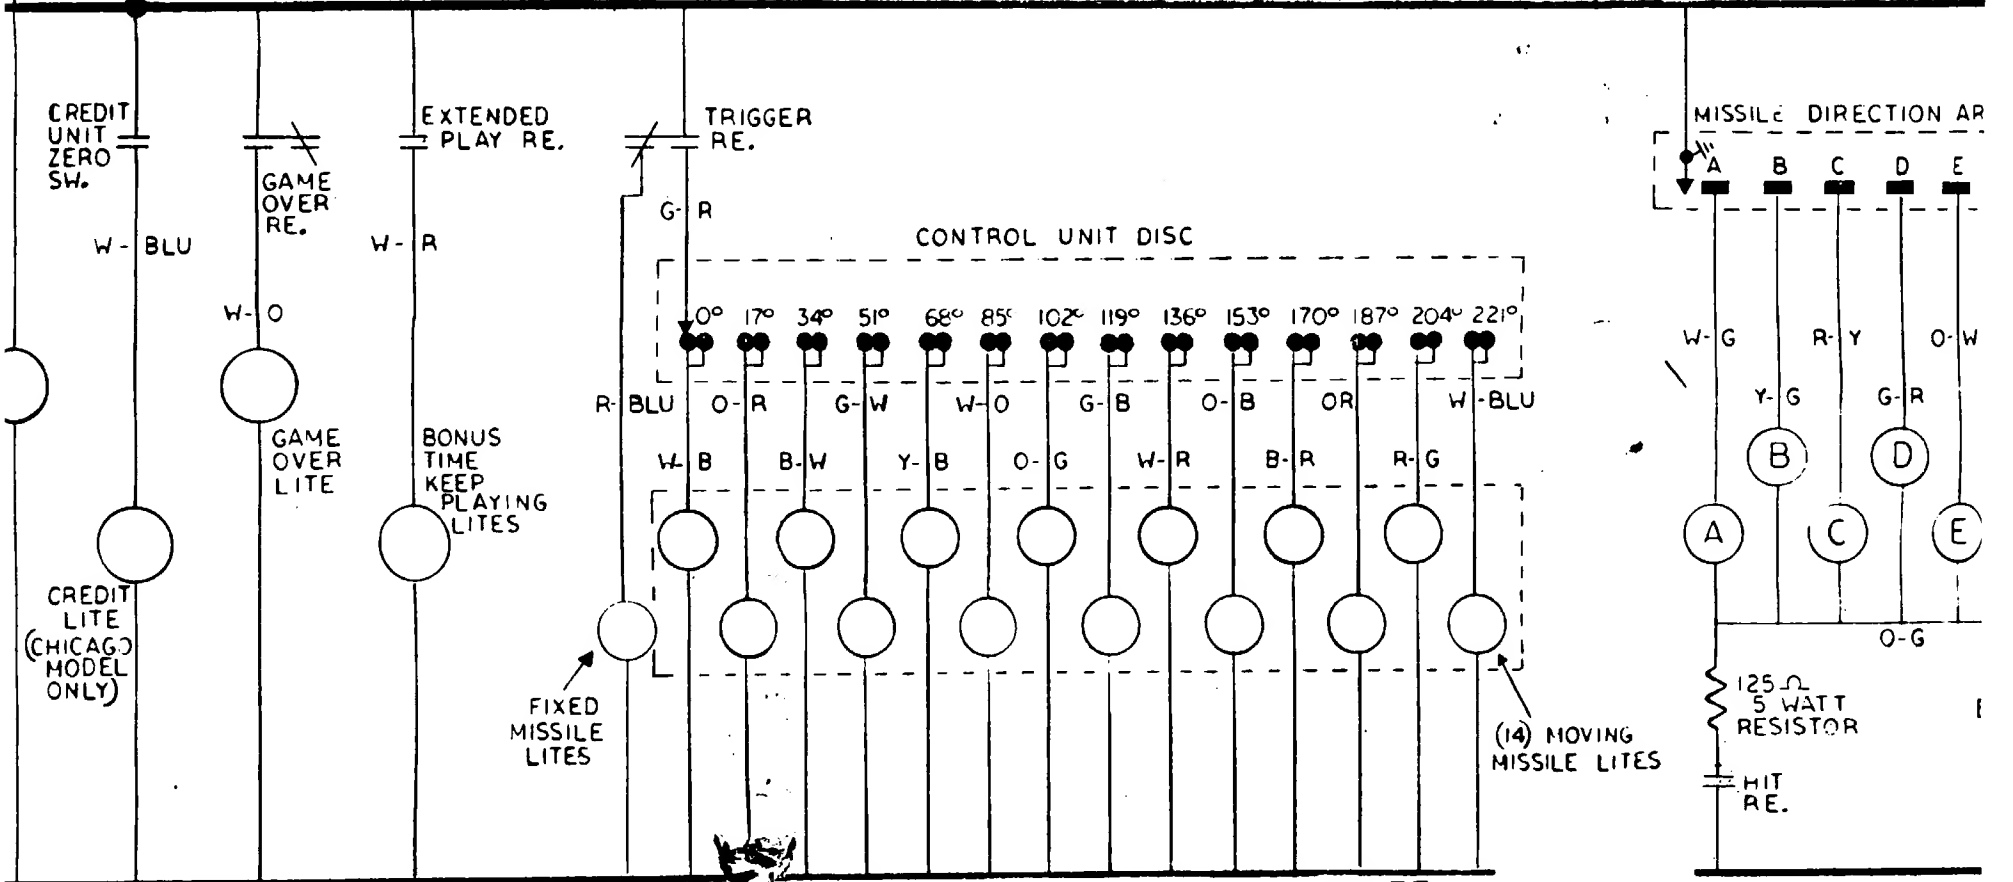 CREDIT
UNIT
ZERO
SW.
W - BLU
CREDIT
LITE
(CHICAGO
MODEL
ONLY)
GAME
OVER
RE.
W- O
GAME
OVER
LITE
EXTENDED
PLAY RE.
W- R
BONUS
TIME
KEEP
PLAYING
LITES
TRIGGER
RE.
G- R
CONTROL UNIT DISC
0° 17° 34° 51° 68° 85° 102° 119° 136° 153° 170° 187° 204° 221°
R- BLU O- R G- W W- O G- B O- B OR W -BLU
W- B B- W Y- B O- G W- R B- R R- G
FIXED
MISSILE
LITES
(14) MOVING
MISSILE LITES
MISSILE DIRECTION AR
A B C D E
W- G R- Y O- W
Y- G G- R
B D
A C E
O-G
125 Ω
5 WATT
RESISTOR
HIT
RE.